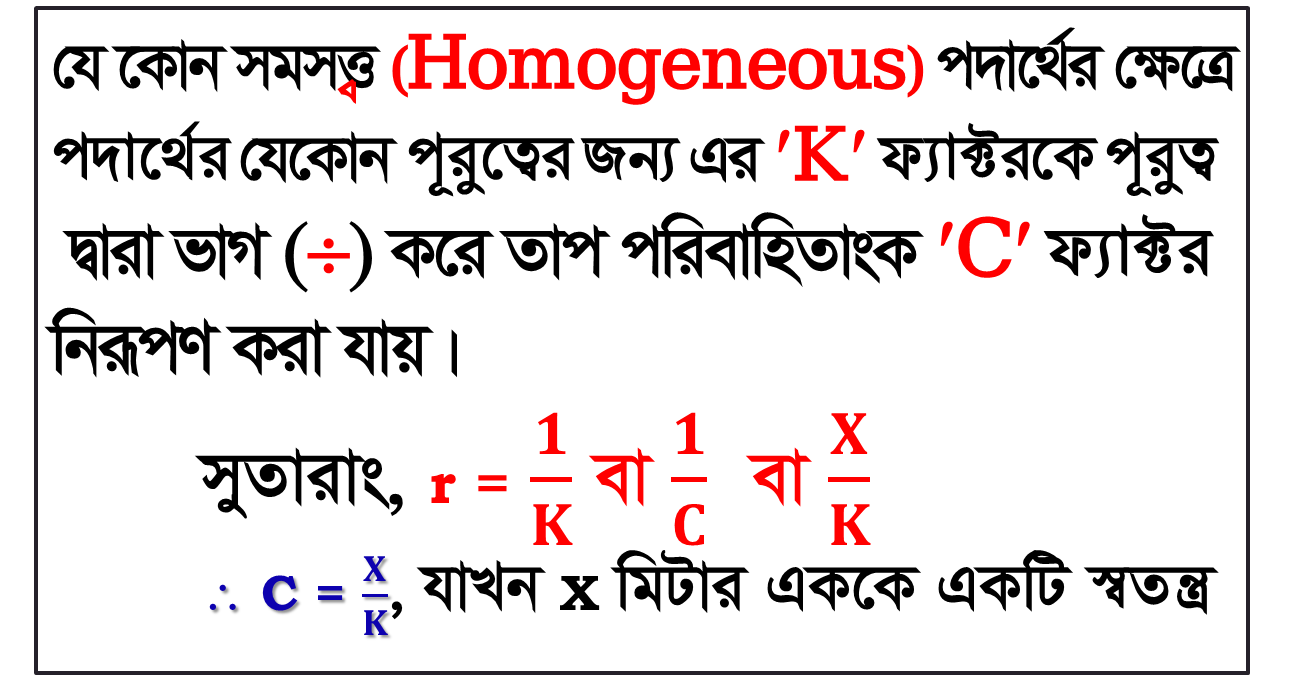 যে কোন সমসত্ত্ব (Homogeneous) পদার্থের ক্ষেত্রে
পদার্থের যেকোন পূরুত্বের জন্য এর 'K' ফ্যাক্টরকে পূরুত্ব
দ্বারা ভাগ (÷) করে তাপ পরিবাহিতাংক 'C' ফ্যাক্টর
নিরূপণ করা যায়।
সুতারাং, r = 1/K বা 1/C বা X/K
∴ C = X/K, যাখন x মিটার এককে একটি স্বতন্ত্র